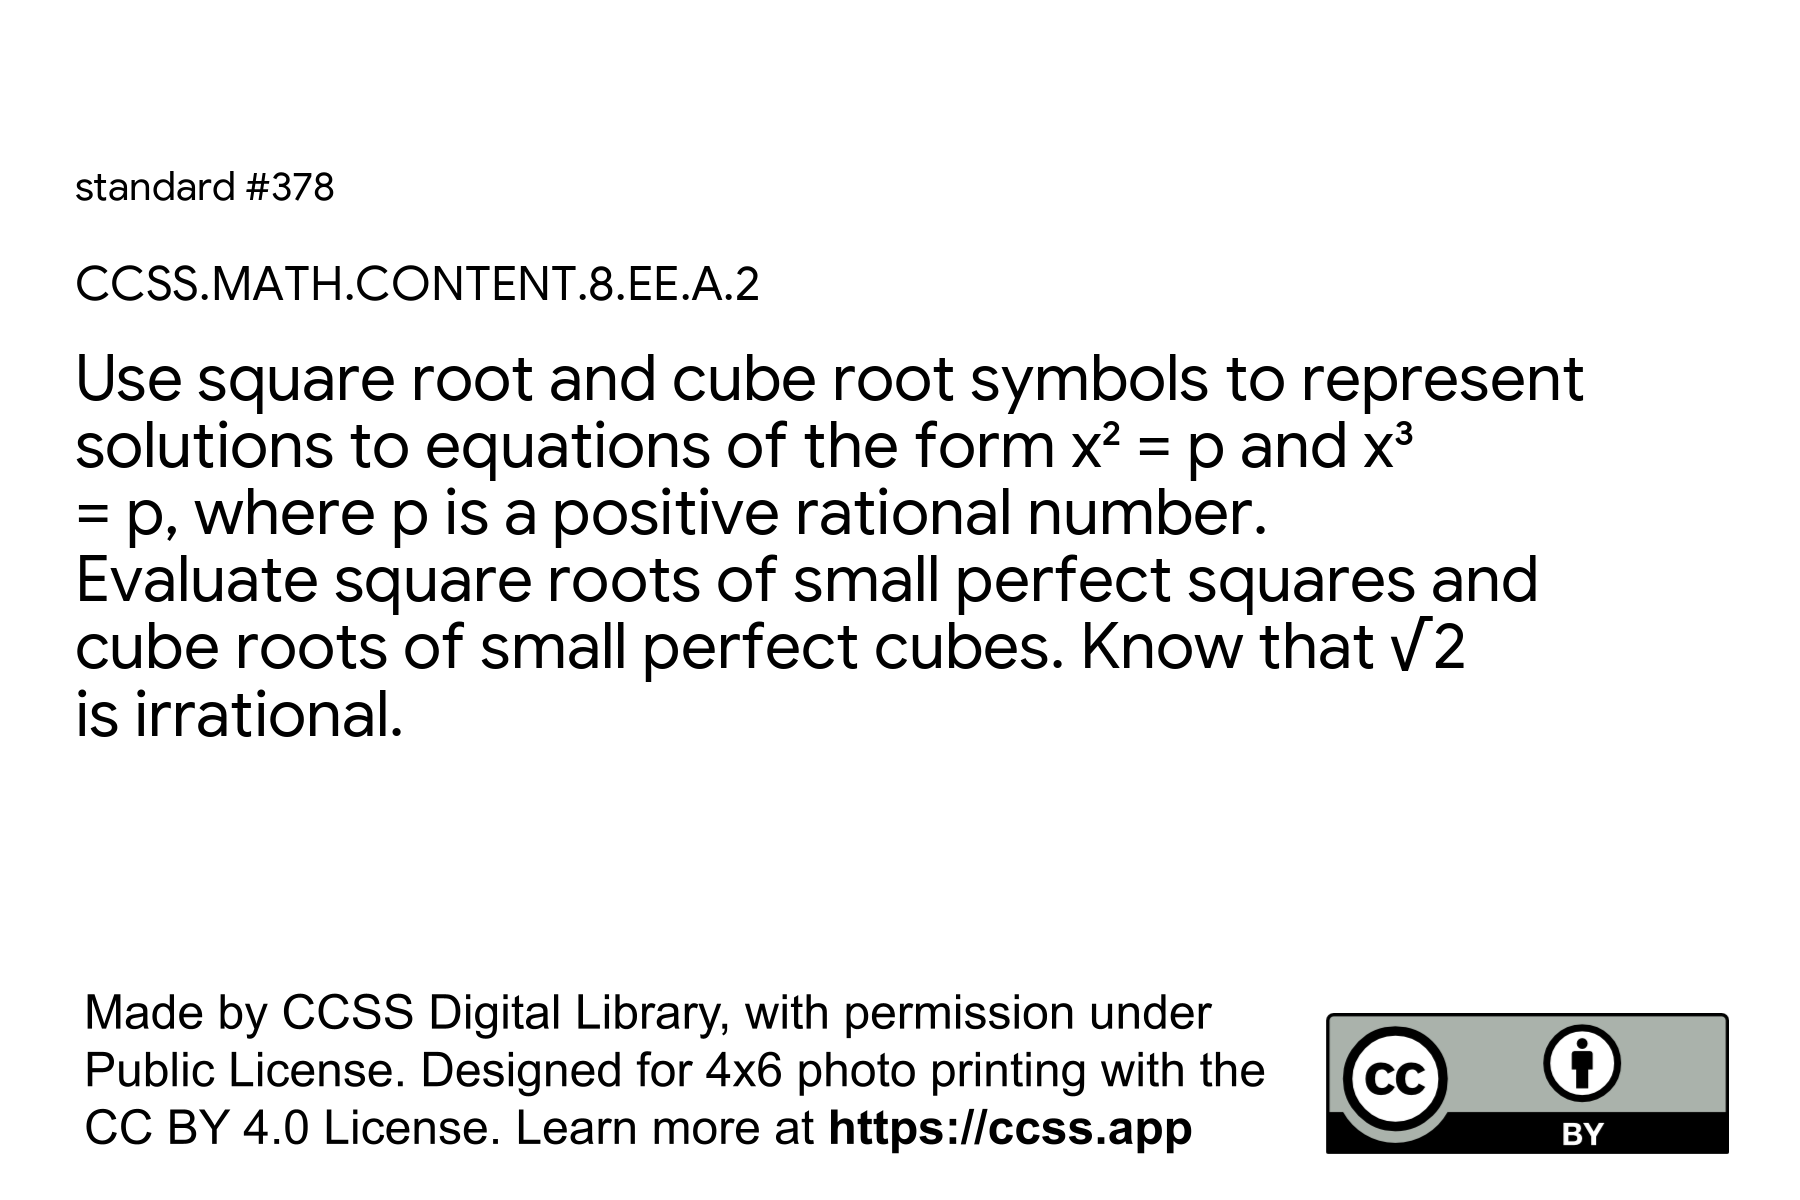 standard #378
CCSS.MATH.CONTENT.8.EE.A.2
Use square root and cube root symbols to represent
solutions to equations of the form x² = p and x³
= p, where p is a positive rational number.
Evaluate square roots of small perfect squares and
cube roots of small perfect cubes. Know that √2
is irrational.
Made by CCSS Digital Library, with permission under
Public License. Designed for 4x6 photo printing with the
CC BY 4.0 License. Learn more at https://ccss.app
CC
BY